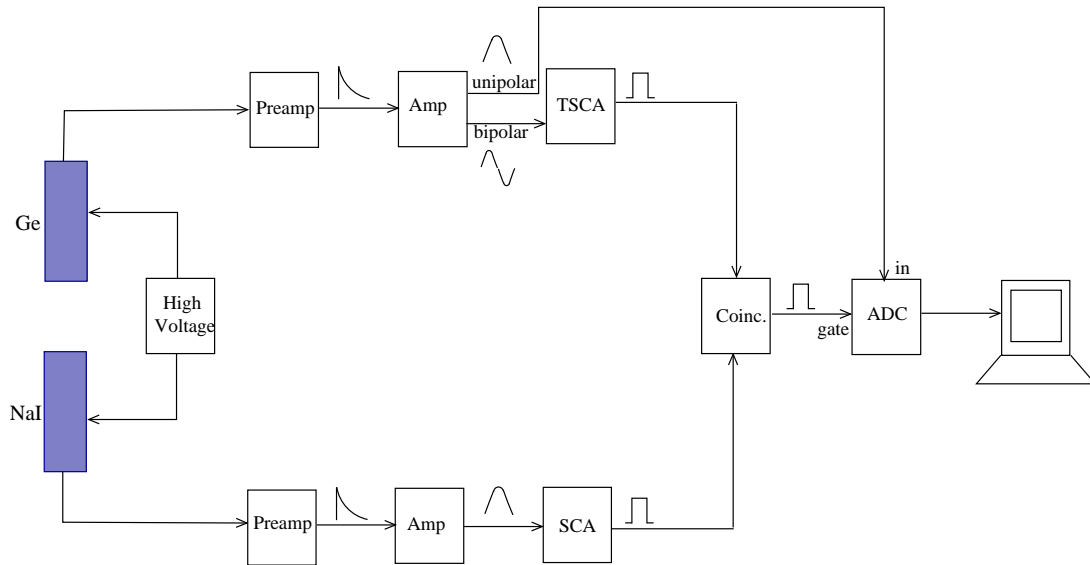 unipolar
Preamp
Amp
TSCA
bipolar
Ge
in
High
Voltage
Coinc.
gate
ADC
NaI
Preamp
Amp
SCA